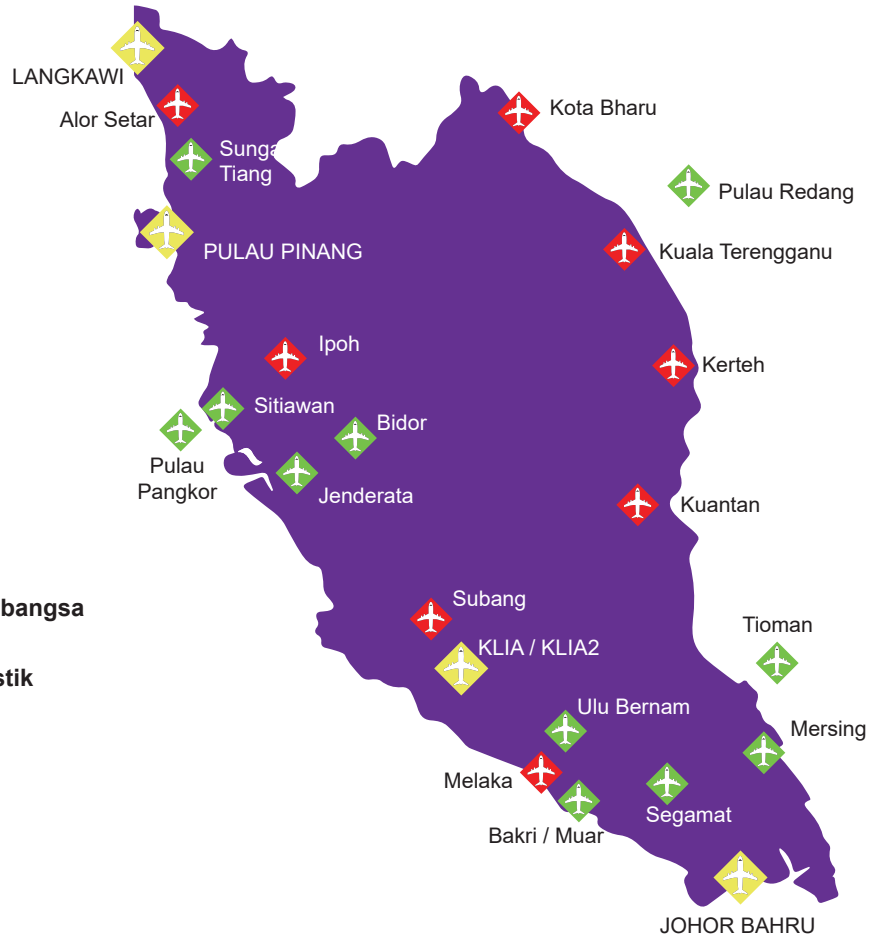 LANGKAWI
Alor Setar
Kota Bharu
Sunga
Tiang
Pulau Redang
PULAU PINANG
Kuala Terengganu
Ipoh
Kerteh
Sitiawan
Bidor
Pulau
Pangkor
Jenderata
Kuantan
Subang
bangsa
Tioman
KLIA / KLIA2
stik
Ulu Bernam
Mersing
Melaka
Segamat
Bakri / Muar
JOHOR BAHRU